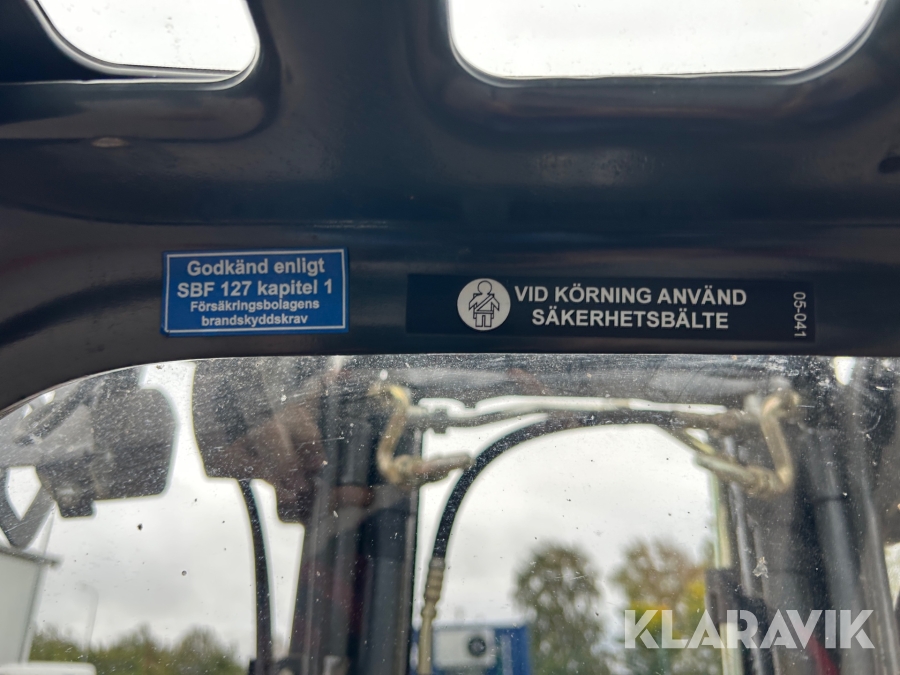 Godkänd enligt
SBF 127 kapitel 1
Försäkringsbolagens
brandskyddskrav
VID KÖRNING ANVÄND
SÄKERHETSBÄLTE
05-041
KLARAVIK